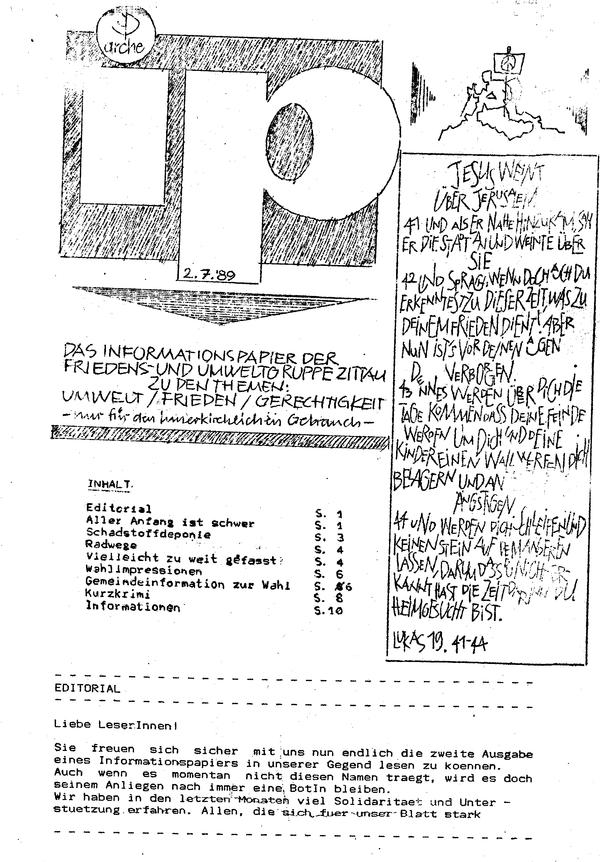 arche
2.7.'89
DAS INFORMATIONSPAPIER DER
FRIEDENS- UND UMWELTGRUPPE ZITTAU
ZU DEN THEMEN:
UMWELT / FRIEDEN / GERECHTIGKEIT
- nur für den innerkirchlichen Gebrauch -
INHALT
Editorial S. 1
Aller Anfang ist schwer S. 1
Schadstoffdeponie S. 3
Radwege S. 4
Vielleicht zu weit gefasst? S. 4
Wahlimpressionen S. 6
Gemeindeinformation zur Wahl S. 6
Kurzkrimi S. 8
Informationen S.10
JESUS WEINT
ÜBER JERUSALEM
41 UND ALS ER NAHE HINZUKAM, SAH
ER DIE STADT AN UND WEINTE ÜBER
SIE
42 UND SPRACH: WENN DOCH AUCH DU
ERKENNTEST ZU DIESER ZEIT WAS ZU
DEINEM FRIEDEN DIENT! ABER
NUN IST'S VOR DEINEN AUGEN
VERBORGEN.
43 ES WERDEN ÜBER DICH DIE
TAGE KOMMEN DASS DEINE FEINDE
WERDEN UM DICH UND DEINE
KINDER EINEN WALL WERFEN DICH
BELAGERN UND AN
ÄNGSTIGEN
44 UND WERDEN DICH SCHLEIFEN UND
KEINEN STEIN AUF DEM ANDEREN
LASSEN, DARUM DASS DU NICHT ER
KANNT HAST DIE ZEIT DU
HEIMGESUCHT BIST.
LUKAS 19. 41-44
EDITORIAL
Liebe LeserInnen!
Sie freuen sich sicher mit uns nun endlich die zweite Ausgabe
eines Informationspapiers in unserer Gegend lesen zu koennen.
Auch wenn es momentan nicht diesen Namen traegt, wird es doch
seinem Anliegen nach immer eine BotIn bleiben.
Wir haben in den letzten Monaten viel Solidaritaet und Unter -
stuetzung erfahren. Allen, die sich fuer unser Blatt stark